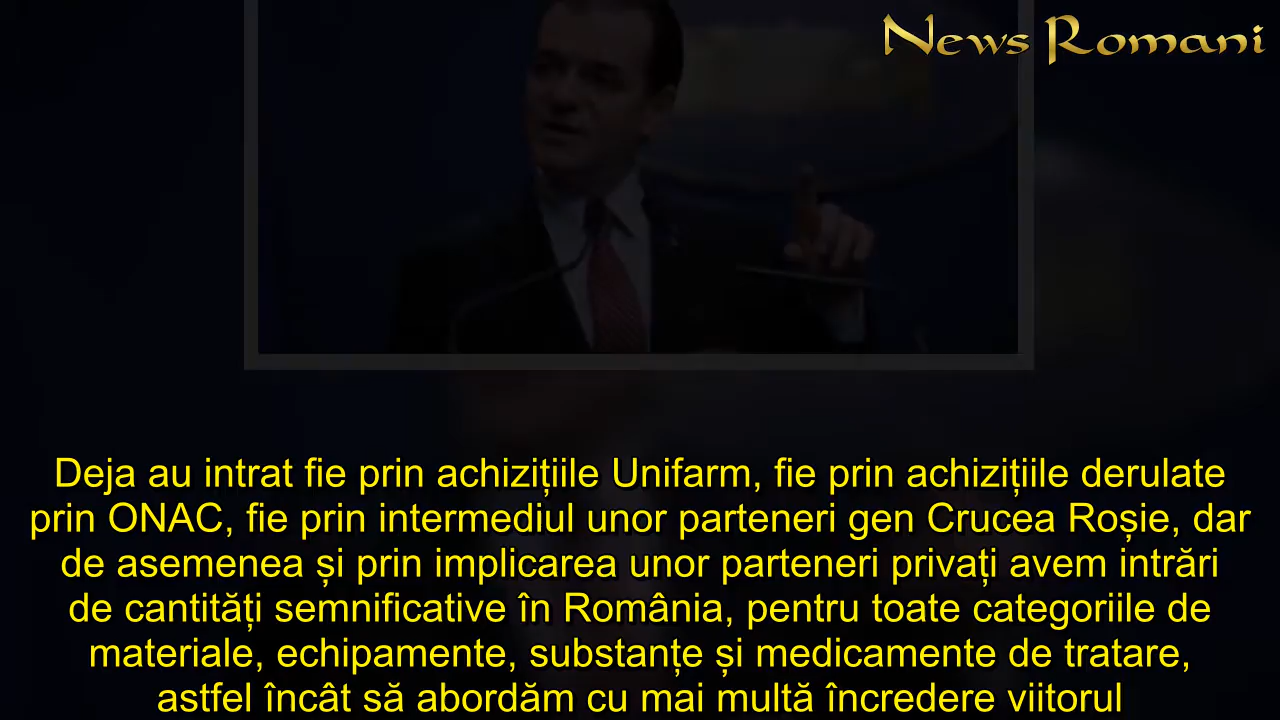 News Romani
Deja au intrat fie prin achizițiile Unifarm, fie prin achizițiile derulate
prin ONAC, fie prin intermediul unor parteneri gen Crucea Roșie, dar
de asemenea și prin implicarea unor parteneri privați avem intrări
de cantități semnificative în România, pentru toate categoriile de
materiale, echipamente, substanțe și medicamente de tratare,
astfel încât să abordăm cu mai multă încredere viitorul